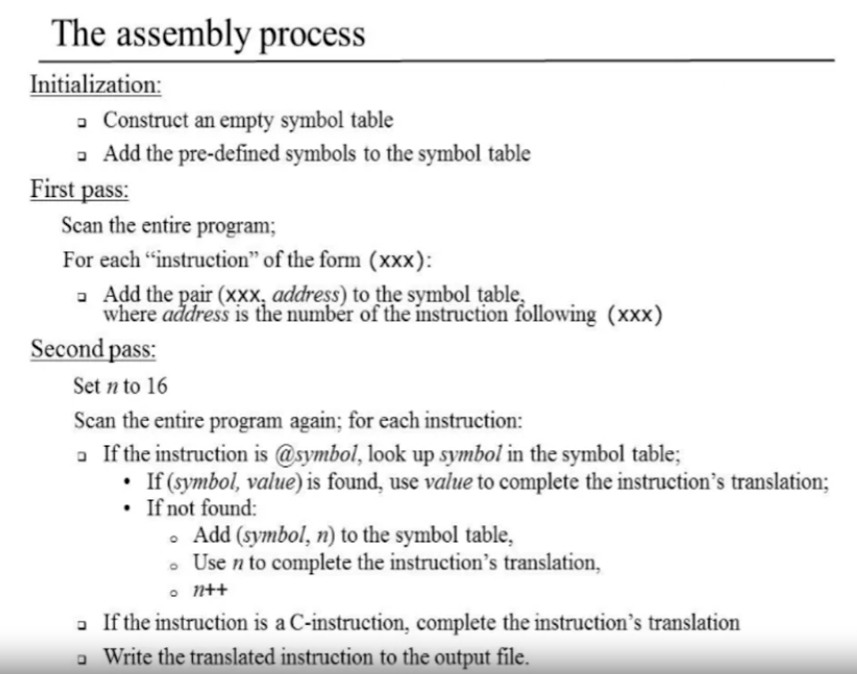 The assembly process
Initialization:
❑ Construct an empty symbol table
❑ Add the pre-defined symbols to the symbol table
First pass:
Scan the entire program;
For each “instruction” of the form (xxx):
❑ Add the pair (xxx, address) to the symbol table,
where address is the number of the instruction following (xxx)
Second pass:
Set n to 16
Scan the entire program again; for each instruction:
❑ If the instruction is @symbol, look up symbol in the symbol table;
• If (symbol, value) is found, use value to complete the instruction’s translation;
• If not found:
◦ Add (symbol, n) to the symbol table,
◦ Use n to complete the instruction’s translation,
◦ n++
❑ If the instruction is a C-instruction, complete the instruction’s translation
❑ Write the translated instruction to the output file.